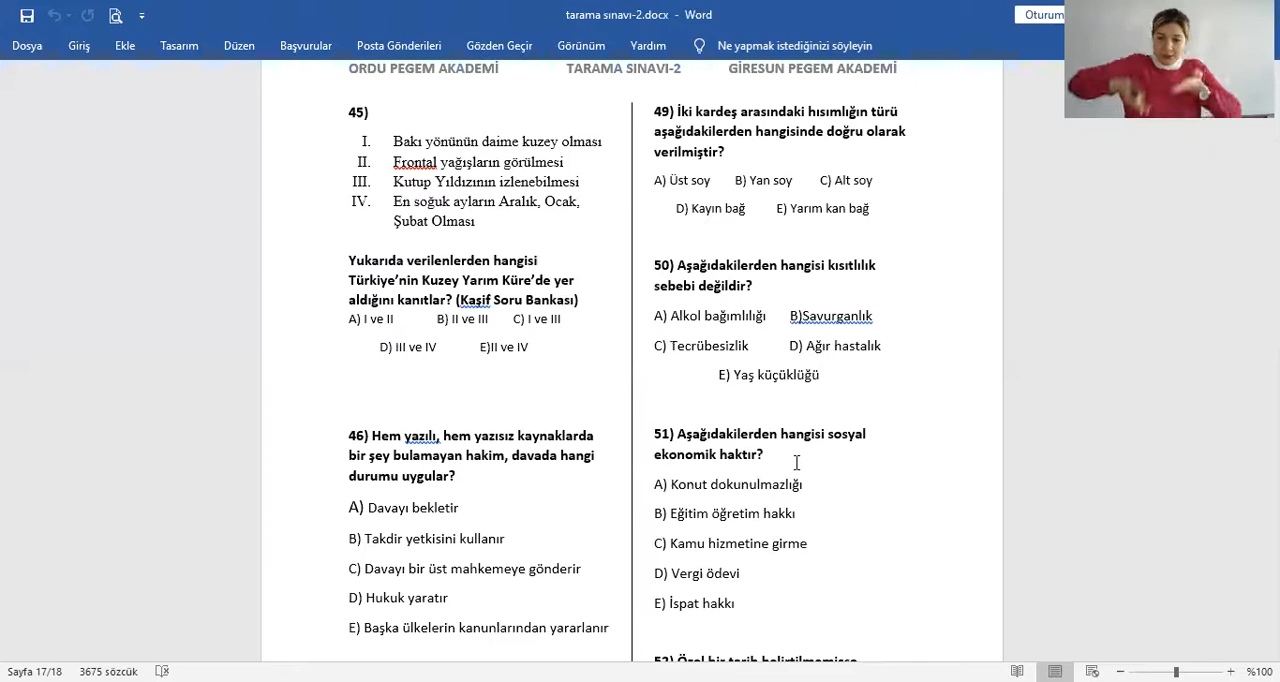 tarama sınavı-2.docx - Word
Oturum
Dosya Giriş Ekle Tasarım Düzen Başvurular Posta Gönderileri Gözden Geçir Görünüm Yardım Ne yapmak istediğinizi söyleyin
ORDU PEGEM AKADEMİ TARAMA SINAVI-2 GİRESUN PEGEM AKADEMİ
45)
I. Bakı yönünün daime kuzey olması
II. Frontal yağışların görülmesi
III. Kutup Yıldızının izlenebilmesi
IV. En soğuk ayların Aralık, Ocak,
Şubat Olması
Yukarıda verilenlerden hangisi
Türkiye’nin Kuzey Yarım Küre’de yer
aldığını kanıtlar? (Kaşif Soru Bankası)
A) I ve II B) II ve III C) I ve III
D) III ve IV E)II ve IV
46) Hem yazılı, hem yazısız kaynaklarda
bir şey bulamayan hakim, davada hangi
durumu uygular?
A) Davayı bekletir
B) Takdir yetkisini kullanır
C) Davayı bir üst mahkemeye gönderir
D) Hukuk yaratır
E) Başka ülkelerin kanunlarından yararlanır
49) İki kardeş arasındaki hısımlığın türü
aşağıdakilerden hangisinde doğru olarak
verilmiştir?
A) Üst soy B) Yan soy C) Alt soy
D) Kayın bağ E) Yarım kan bağ
50) Aşağıdakilerden hangisi kısıtlılık
sebebi değildir?
A) Alkol bağımlılığı B)Savurganlık
C) Tecrübesizlik D) Ağır hastalık
E) Yaş küçüklüğü
51) Aşağıdakilerden hangisi sosyal
ekonomik haktır?
A) Konut dokunulmazlığı
B) Eğitim öğretim hakkı
C) Kamu hizmetine girme
D) Vergi ödevi
E) İspat hakkı
52) Özel bir tarih belirtilmemişse
Sayfa 17/18 3675 sözcük %100